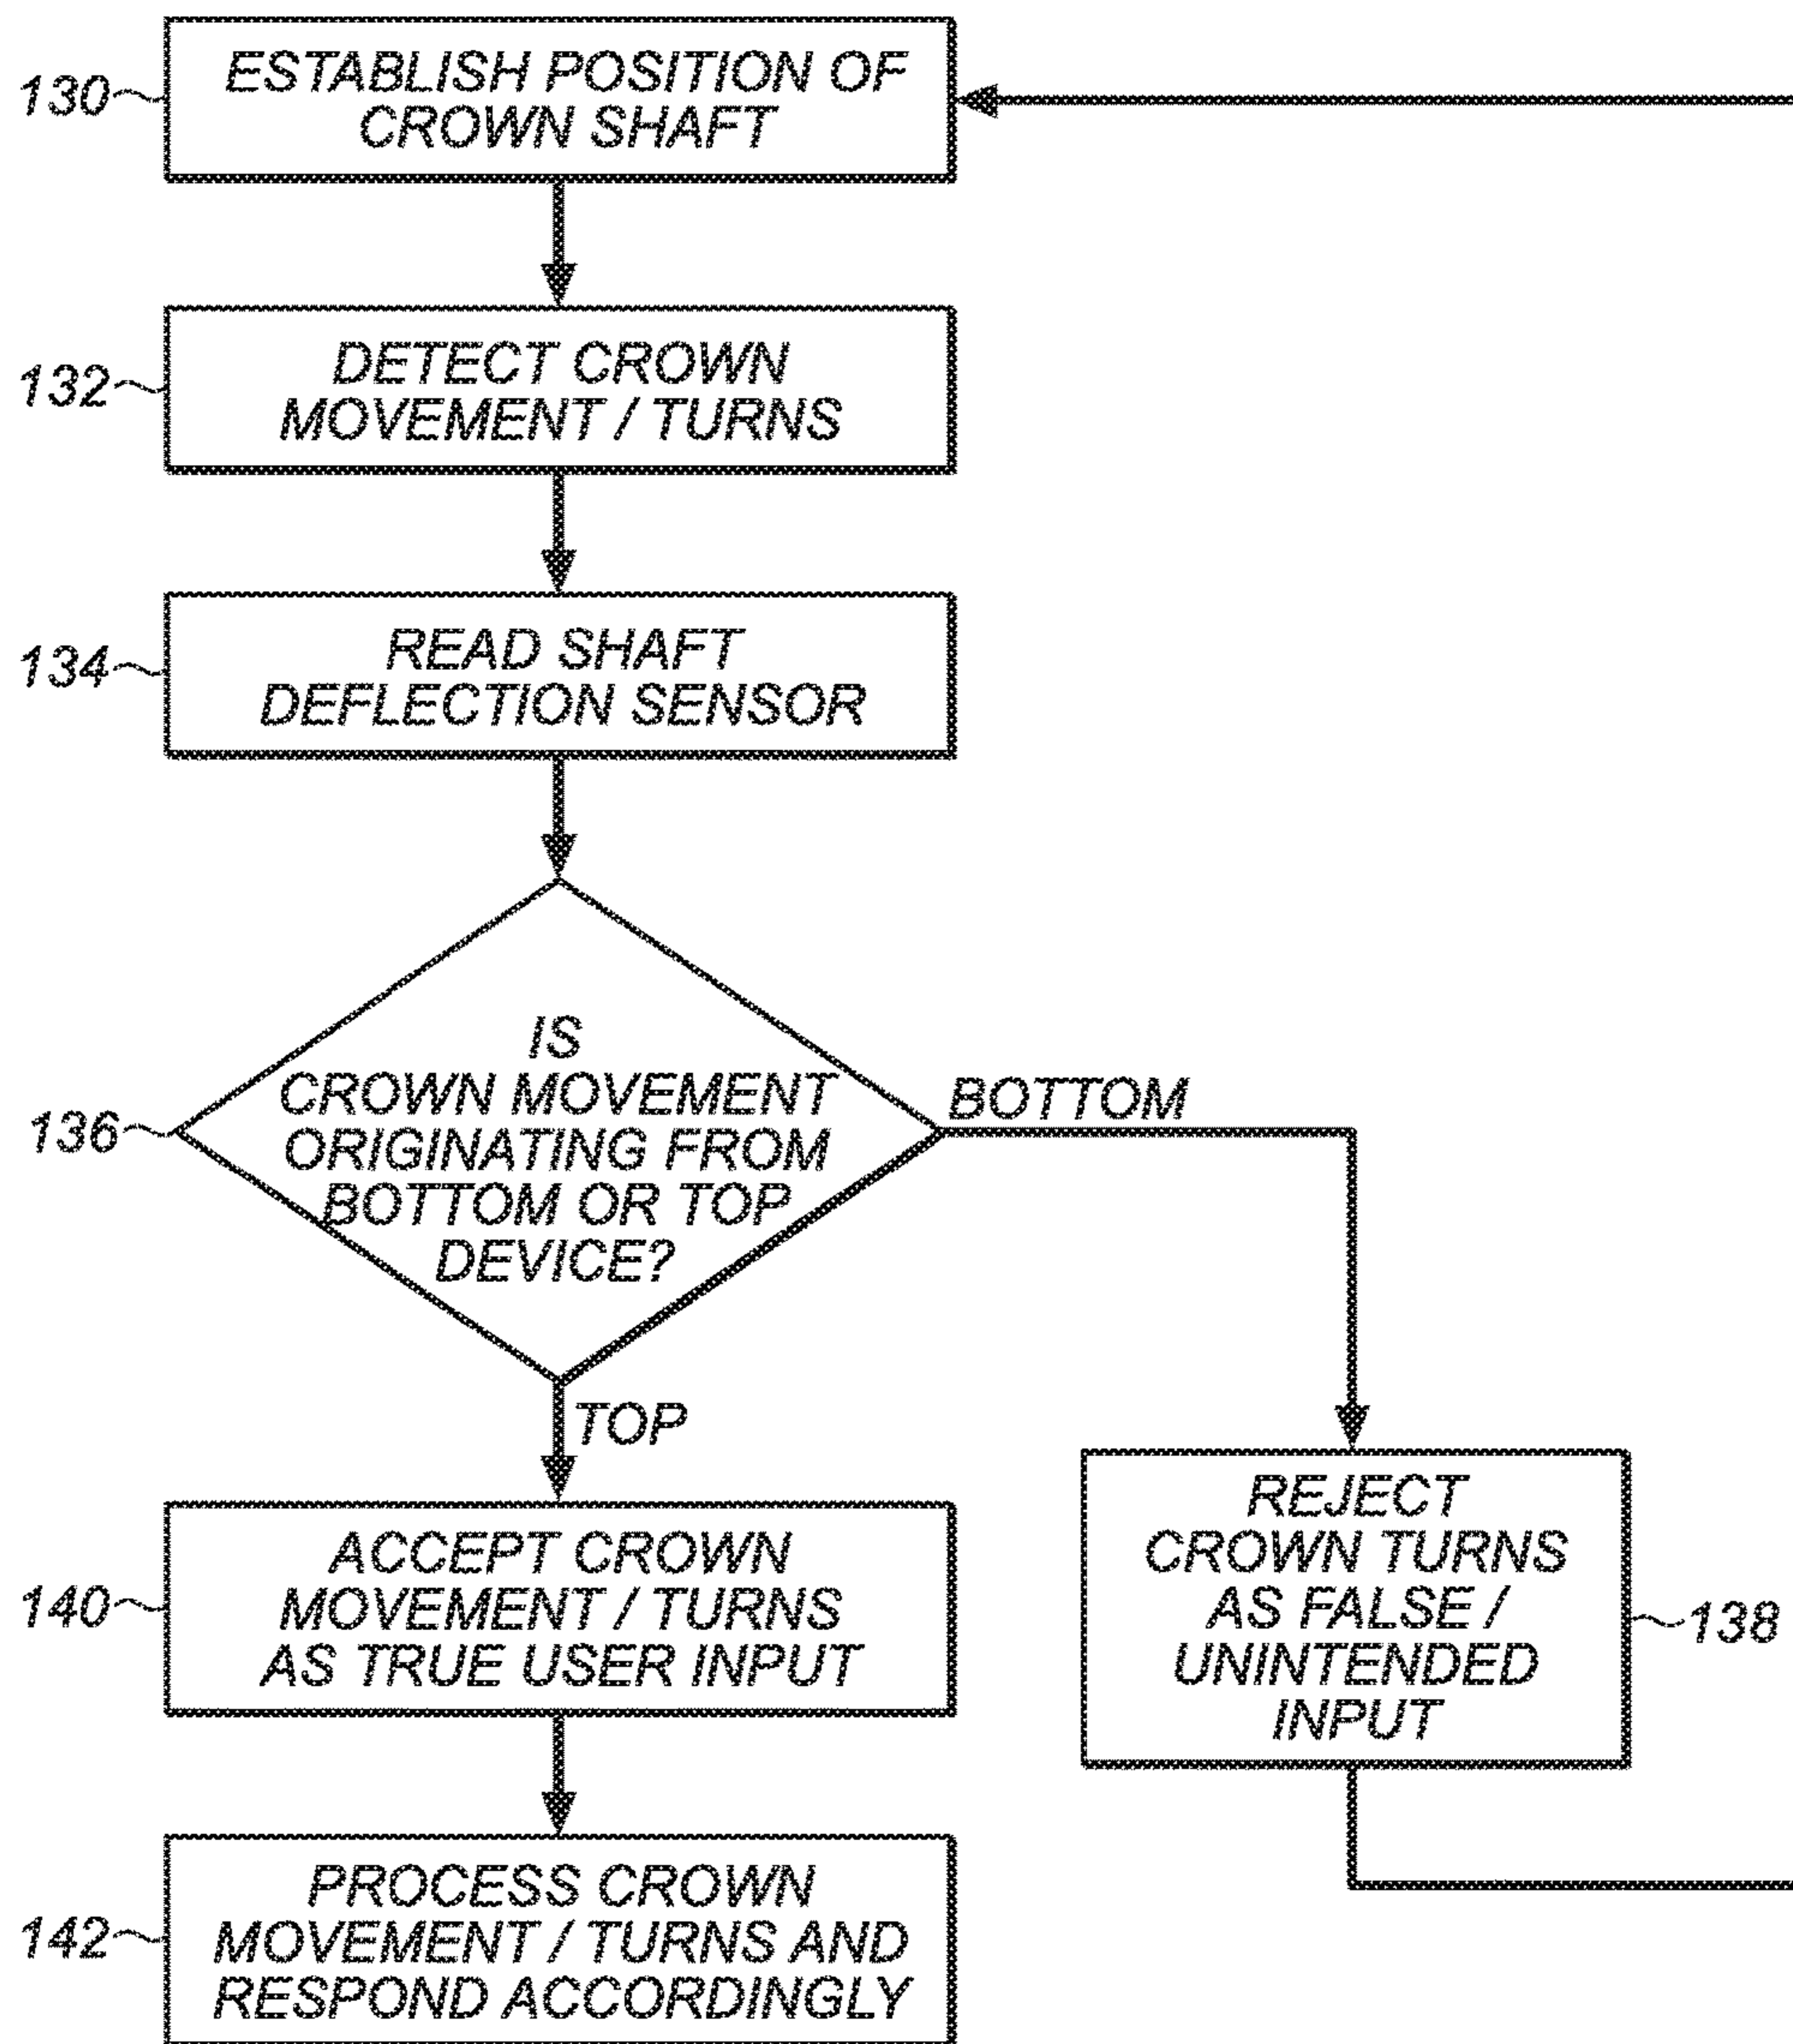 130
ESTABLISH POSITION OF
CROWN SHAFT
132
DETECT CROWN
MOVEMENT / TURNS
134
READ SHAFT
DEFLECTION SENSOR
136
IS
CROWN MOVEMENT
ORIGINATING FROM
BOTTOM OR TOP
DEVICE?
BOTTOM
TOP
REJECT
CROWN TURNS
AS FALSE /
UNINTENDED
INPUT
138
140
ACCEPT CROWN
MOVEMENT / TURNS
AS TRUE USER INPUT
142
PROCESS CROWN
MOVEMENT / TURNS AND
RESPOND ACCORDINGLY